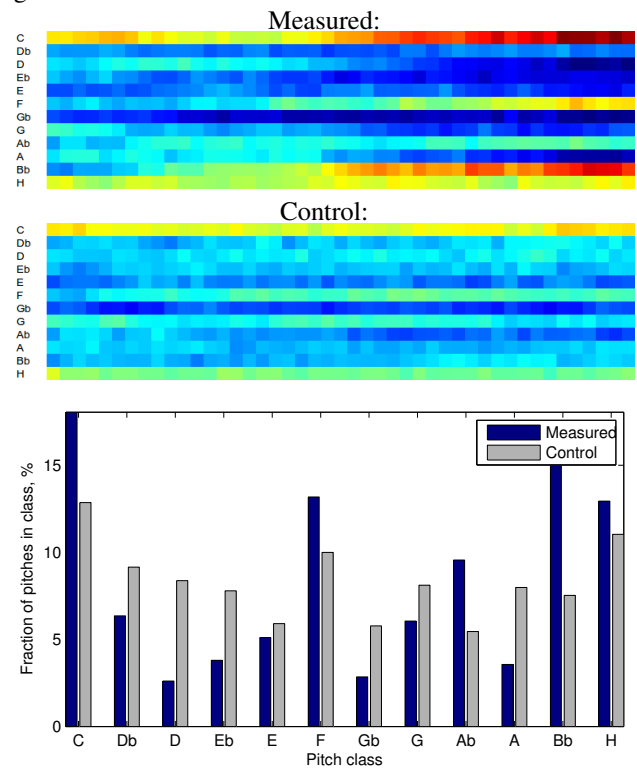 Measured:
C
Db
D
Eb
E
F
Gb
G
Ab
A
Bb
H
Control:
C
Db
D
Eb
E
F
Gb
G
Ab
A
Bb
H
Measured
Control
15
10
5
0
Fraction of pitches in class, %
C Db D Eb E F Gb G Ab A Bb H
Pitch class